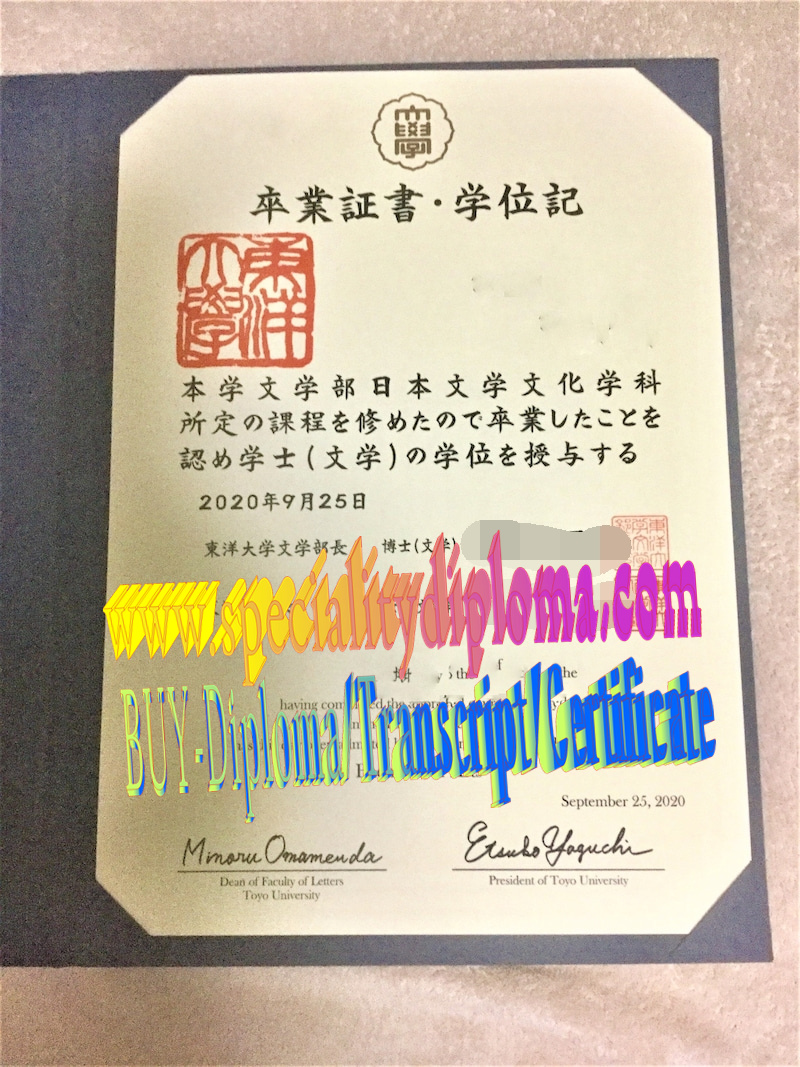 大學
卒業証書・学位記
東洋大學
本学文学部日本文学文化学科
所定の課程を修めたので卒業したことを
認め学士(文学)の学位を授与する
2020年9月25日
東洋大学文学部長 博士(文学)
www.specialitydiploma.com
the
having
BUY-Diploma/Transcript/Certificate
September 25, 2020
Minoru Omamenda Etsuko Yaguchi
Dean of Faculty of Letters President of Toyo University
Toyo University